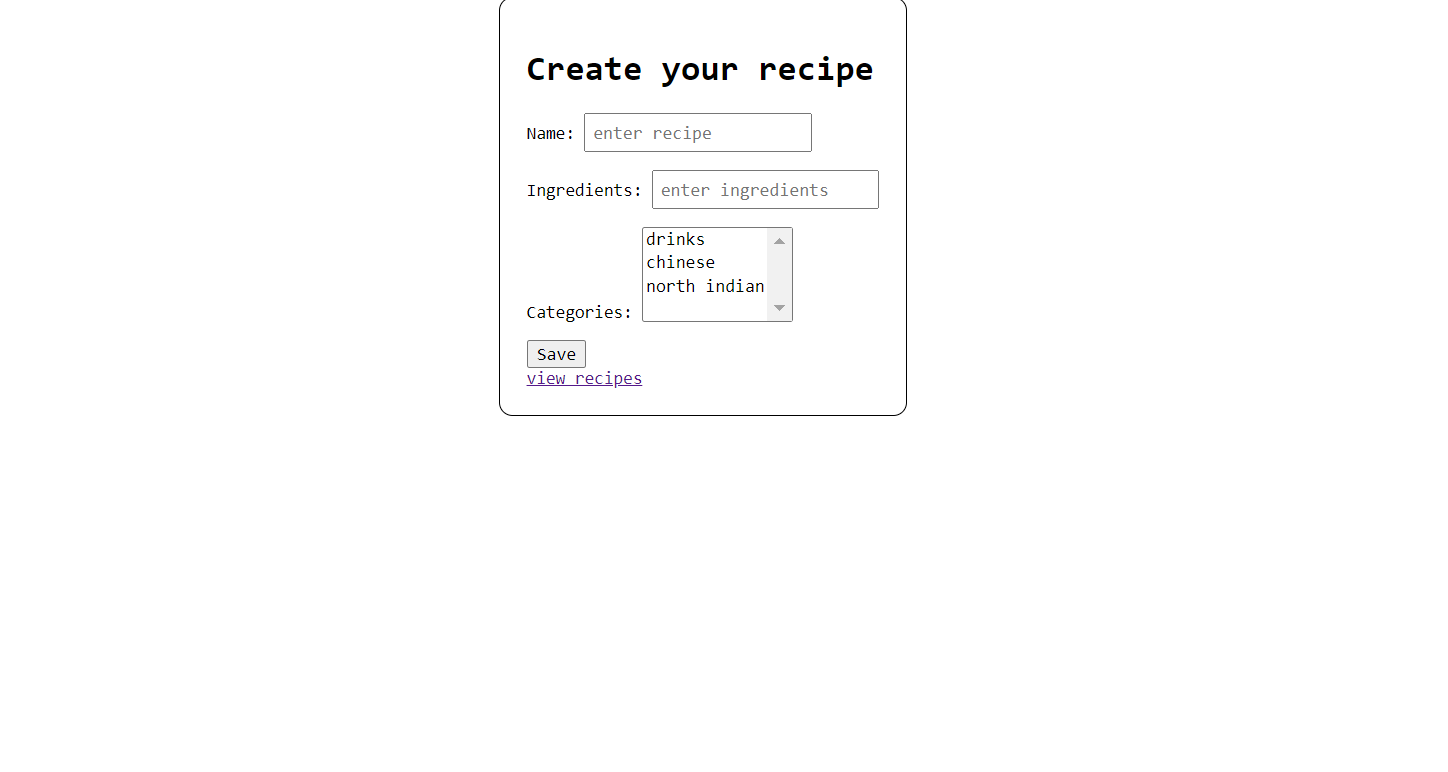 Create your recipe
Name: enter recipe
Ingredients: enter ingredients
drinks
chinese
north indian
Categories:
Save
view recipes